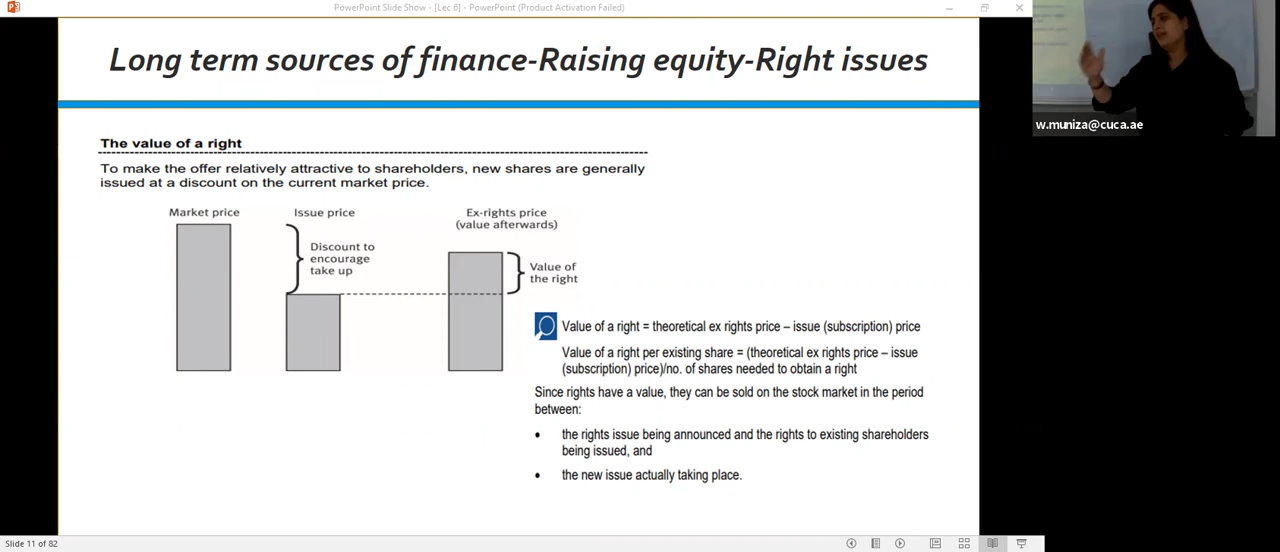 PowerPoint Slide Show - [Lec 6] - PowerPoint (Product Activation Failed)
Long term sources of finance-Raising equity-Right issues
w.muniza@cuca.ae
The value of a right
To make the offer relatively attractive to shareholders, new shares are generally
issued at a discount on the current market price.
Market price
Issue price
Ex-rights price
(value afterwards)
Discount to
encourage
take up
Value of
the right
Value of a right = theoretical ex rights price – issue (subscription) price
Value of a right per existing share = (theoretical ex rights price – issue
(subscription) price)/no. of shares needed to obtain a right
Since rights have a value, they can be sold on the stock market in the period
between:
• the rights issue being announced and the rights to existing shareholders
being issued, and
• the new issue actually taking place.
Slide 11 of 82